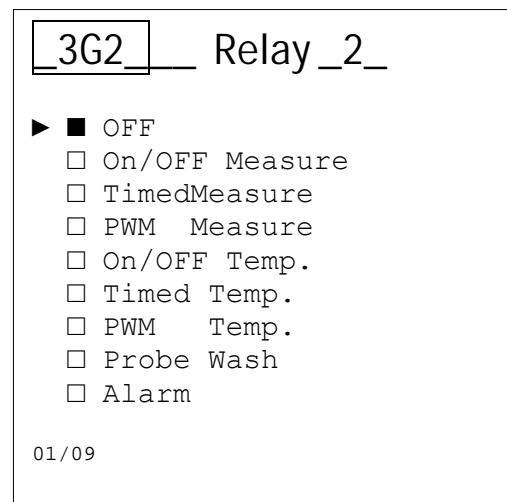 _3G2____ Relay _2_
► ■ OFF
□ On/OFF Measure
□ TimedMeasure
□ PWM  Measure
□ On/OFF Temp.
□ Timed Temp.
□ PWM   Temp.
□ Probe Wash
□ Alarm
01/09